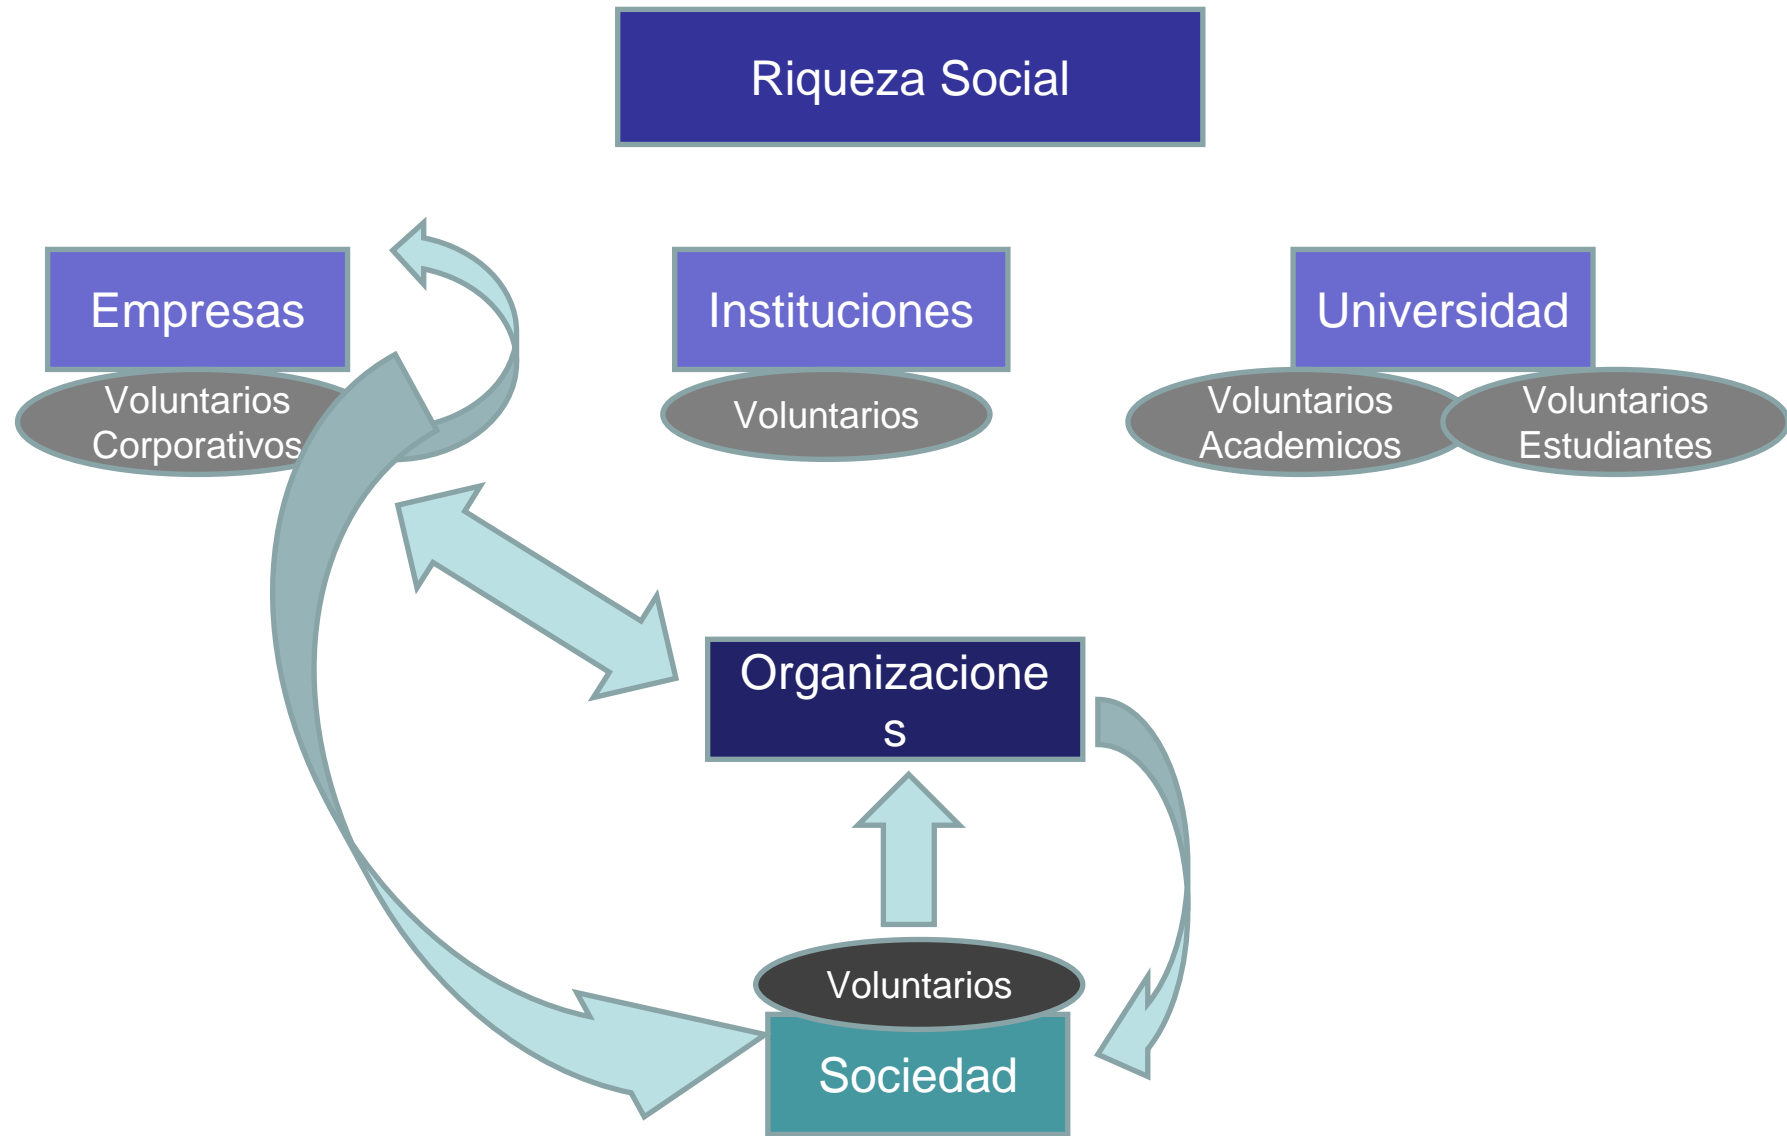 Riqueza Social
Empresas
Instituciones
Universidad
Voluntarios
Corporativos
Voluntarios
Voluntarios
Academicos
Voluntarios
Estudiantes
Organizacione
s
Voluntarios
Sociedad